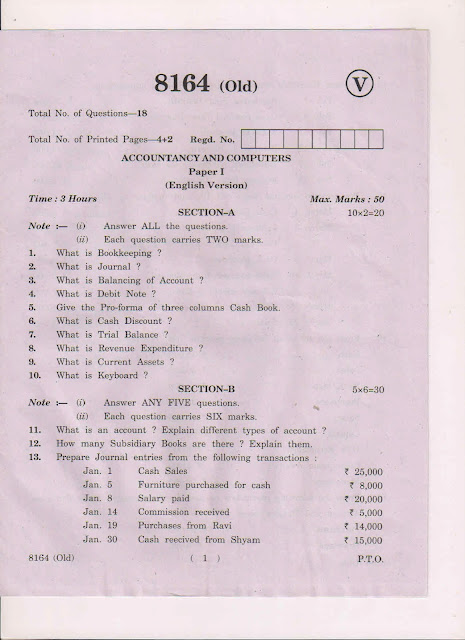 8164 (Old)
V
Total No. of Questions—18
Total No. of Printed Pages—4+2 Regd. No.
ACCOUNTANCY AND COMPUTERS
Paper I
(English Version)
Time : 3 Hours Max. Marks : 50
SECTION–A 10×2=20
Note :— (i) Answer ALL the questions.
(ii) Each question carries TWO marks.
1. What is Bookkeeping ?
2. What is Journal ?
3. What is Balancing of Account ?
4. What is Debit Note ?
5. Give the Pro-forma of three columns Cash Book.
6. What is Cash Discount ?
7. What is Trial Balance ?
8. What is Revenue Expenditure ?
9. What is Current Assets ?
10. What is Keyboard ?
SECTION–B 5×6=30
Note :— (i) Answer ANY FIVE questions.
(ii) Each question carries SIX marks.
11. What is an account ? Explain different types of account ?
12. How many Subsidiary Books are there ? Explain them.
13. Prepare Journal entries from the following transactions :
Jan. 1 Cash Sales ₹ 25,000
Jan. 5 Furniture purchased for cash ₹ 8,000
Jan. 8 Salary paid ₹ 20,000
Jan. 14 Commission received ₹ 5,000
Jan. 19 Purchases from Ravi ₹ 14,000
Jan. 30 Cash reecived from Shyam ₹ 15,000
8164 (Old) ( 1 ) P.T.O.